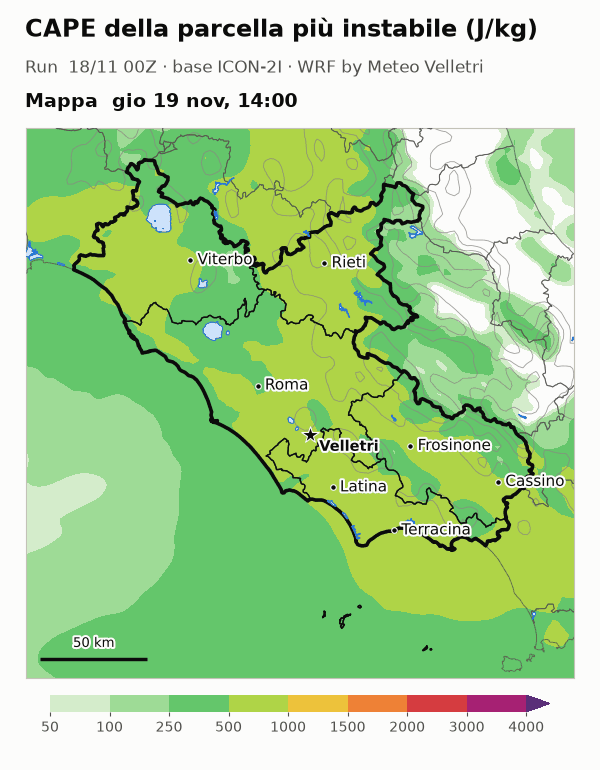 CAPE della parcella più instabile (J/kg)
Run  18/11 00Z · base ICON-2I · WRF by Meteo Velletri
Mappa  gio 19 nov, 14:00
Viterbo
Rieti
Roma
Velletri
Frosinone
Cassino
Latina
Terracina
50 km
50 100 250 500 1000 1500 2000 3000 4000